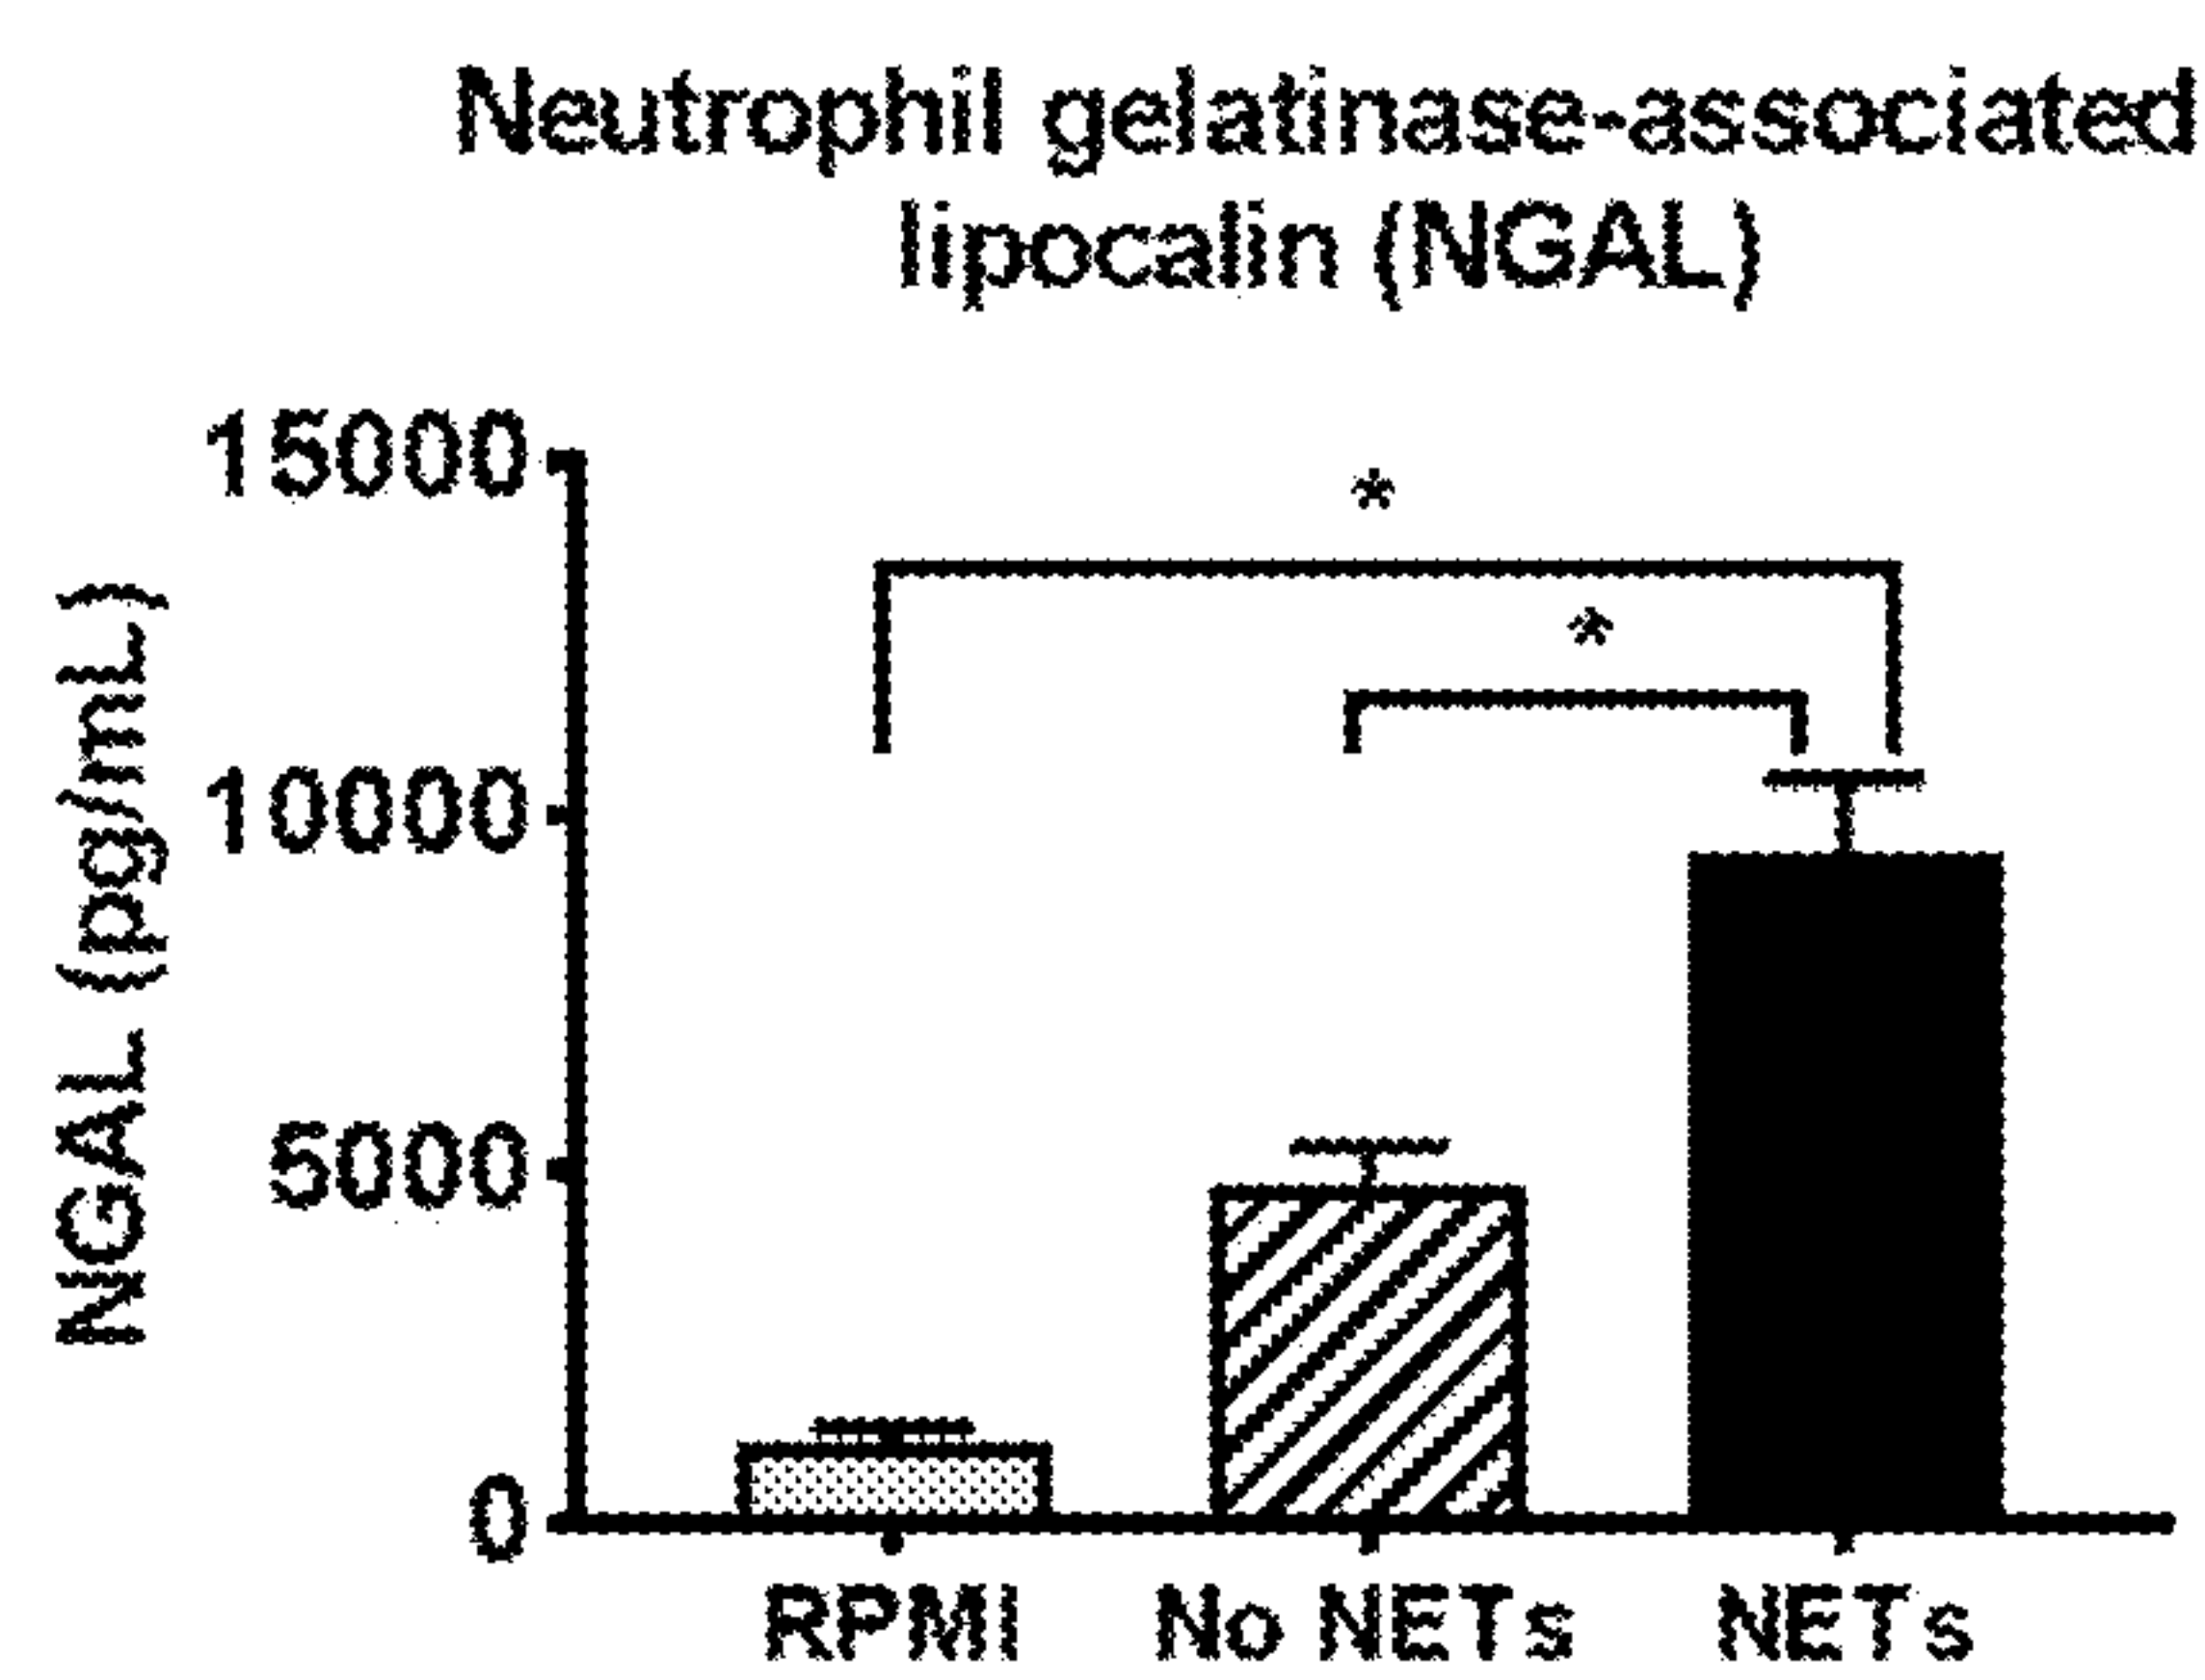 Neutrophil gelatinase-associated
lipocalin (NGAL)
15000
*
*
10000
5000
0
NGAL (pg/mL)
RPMI No NETs NETs